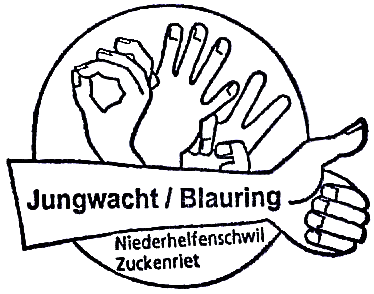 Jungwacht / Blauring
Niederhelfenschwil
Zuckenriet